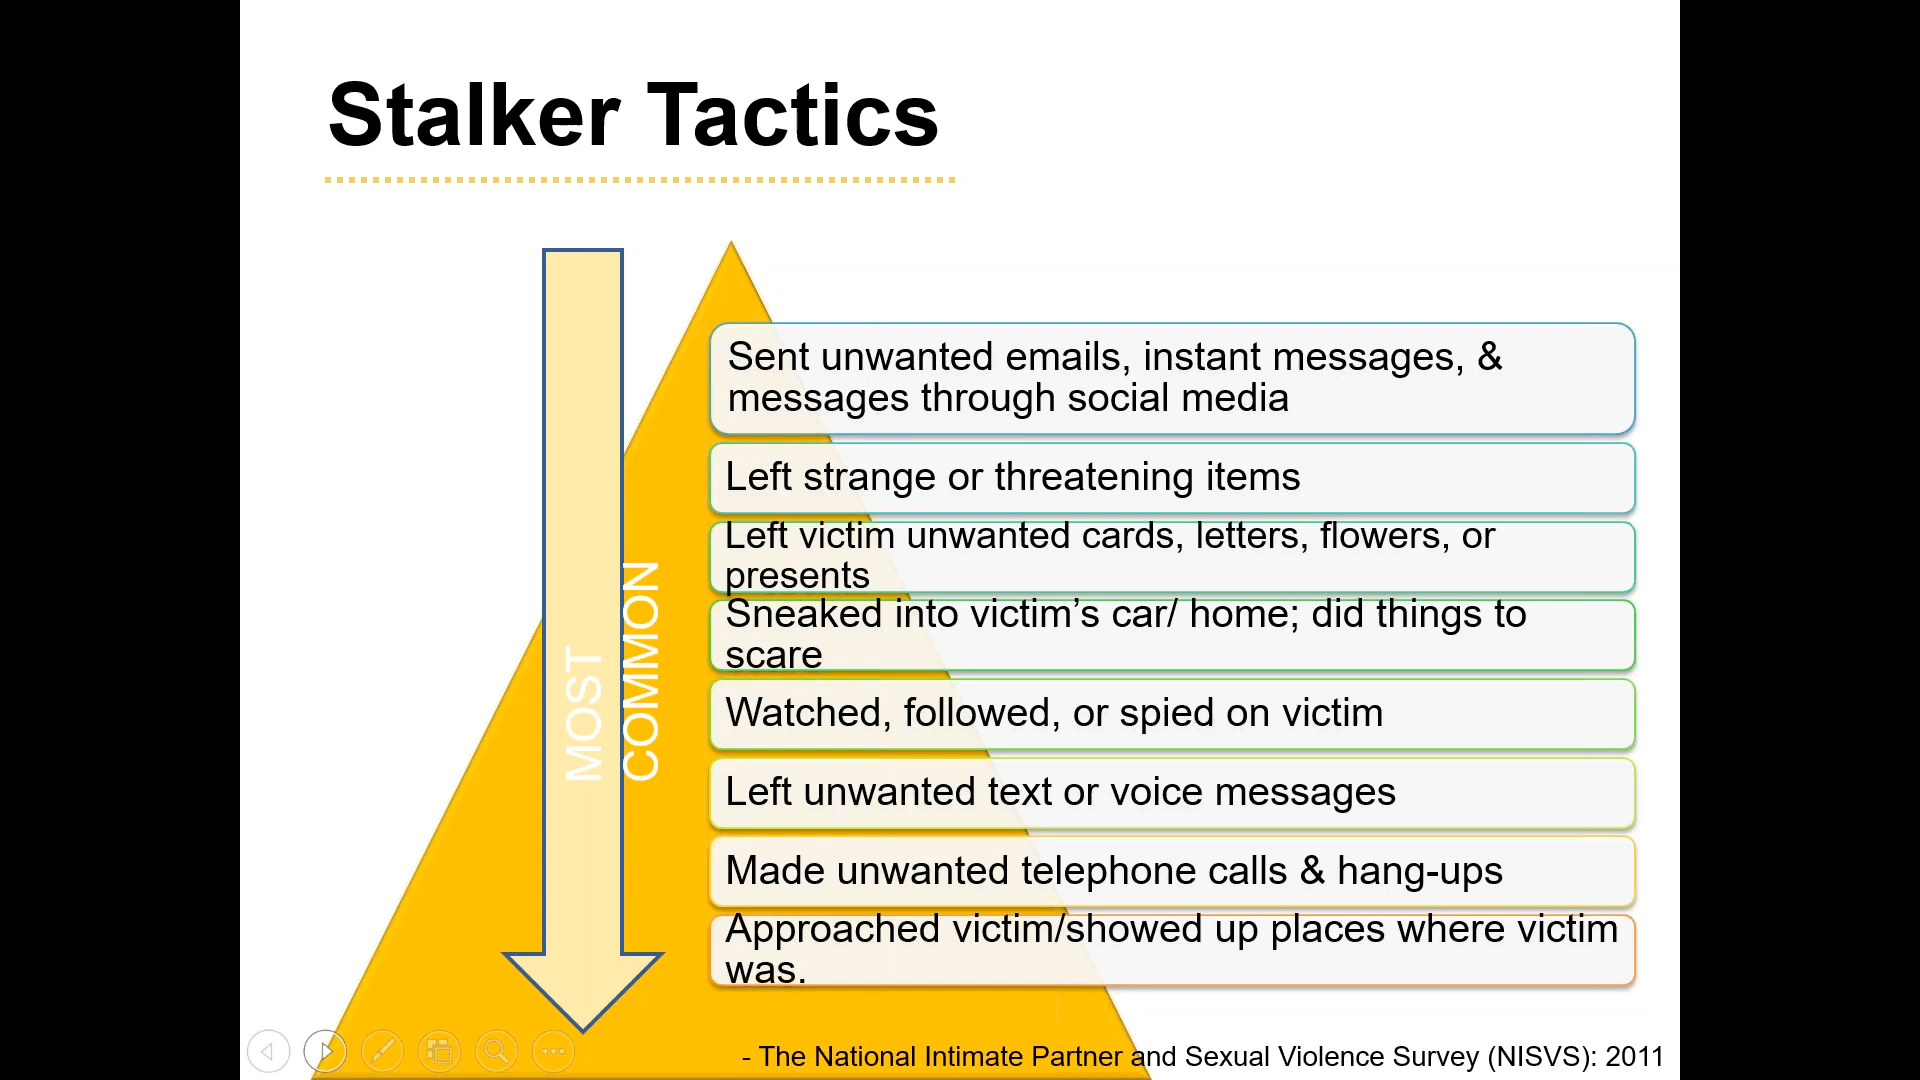 Stalker Tactics
MOST
COMMON
Sent unwanted emails, instant messages, &
messages through social media
Left strange or threatening items
Left victim unwanted cards, letters, flowers, or
presents
Sneaked into victim’s car/ home; did things to
scare
Watched, followed, or spied on victim
Left unwanted text or voice messages
Made unwanted telephone calls & hang-ups
Approached victim/showed up places where victim
was.
- The National Intimate Partner and Sexual Violence Survey (NISVS): 2011